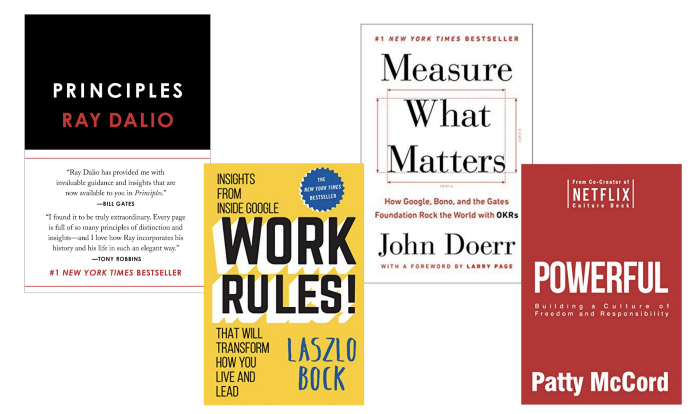 PRINCIPLES
RAY DALIO
"Ray Dalio has provided me with
invaluable guidance and insights that are
now available to you in Principles."
—BILL GATES
"I found it to be truly extraordinary. Every page
is full of so many principles of distinction and
insights—and I love how Ray incorporates his
history and his life in such an elegant way."
—TONY ROBBINS
#1 NEW YORK TIMES BESTSELLER
INSIGHTS
FROM
INSIDE GOOGLE
THE
NEW YORK TIMES
BESTSELLER
WORK
RULES!
THAT WILL
TRANSFORM
HOW YOU
LIVE AND
LEAD
LASZLO
BOCK
#1 NEW YORK TIMES BESTSELLER
Measure
What
Matters
How Google, Bono, and the Gates
Foundation Rock the World with OKRs
John Doerr
WITH A FOREWORD BY LARRY PAGE
From Co-Creator of
NETFLIX
Culture Deck
POWERFUL
Building a Culture of
Freedom and Responsibility
Patty McCord